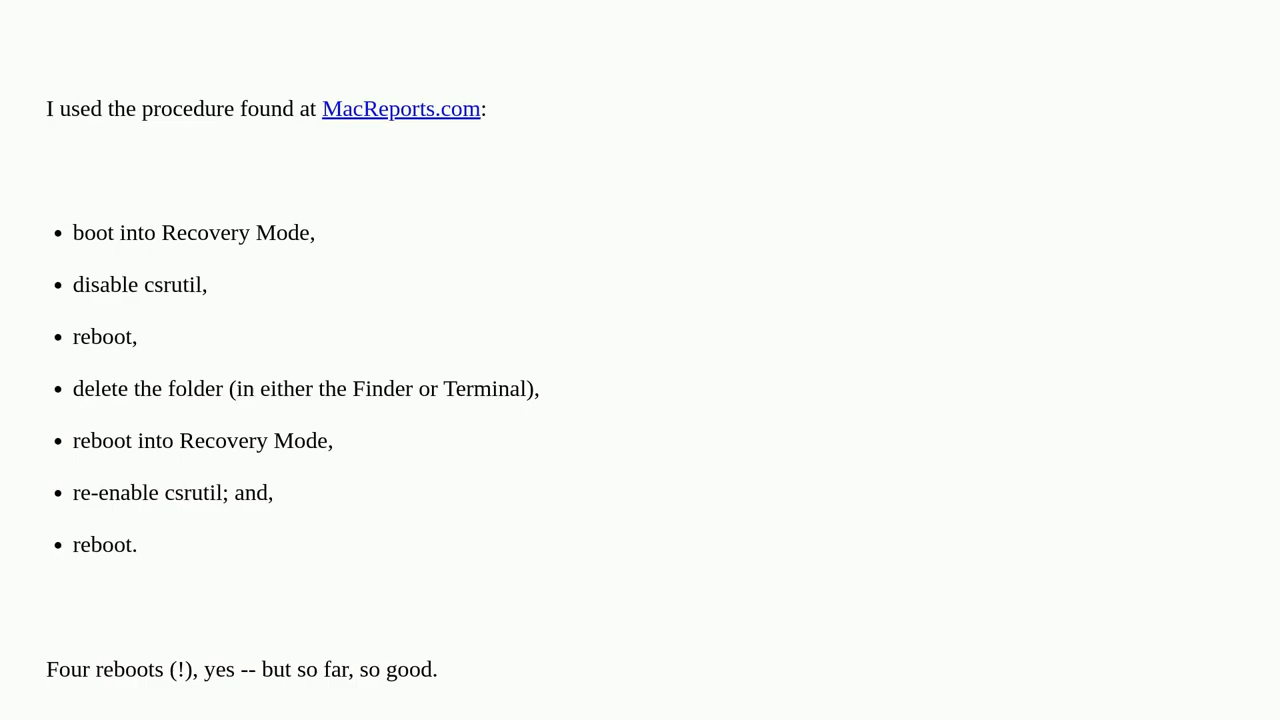 I used the procedure found at MacReports.com:
• boot into Recovery Mode,
• disable csrutil,
• reboot,
• delete the folder (in either the Finder or Terminal),
• reboot into Recovery Mode,
• re-enable csrutil; and,
• reboot.
Four reboots (!), yes -- but so far, so good.